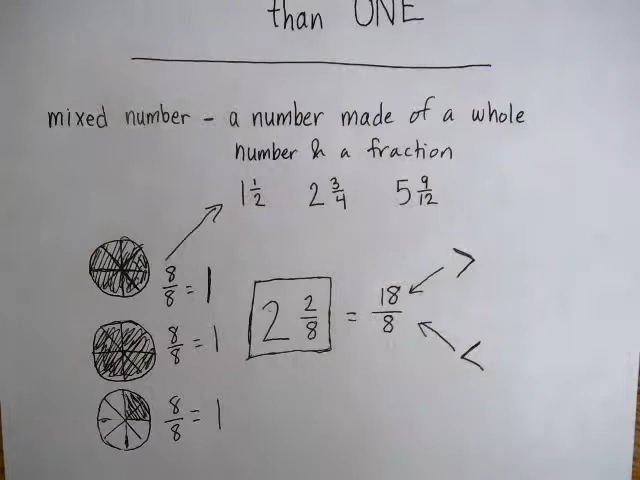 than ONE
mixed number - a number made of a whole
number & a fraction
1 1/2 2 3/4 5 9/12
8/8 = 1
8/8 = 1
8/8 = 1
2 2/8 = 18/8
>
<